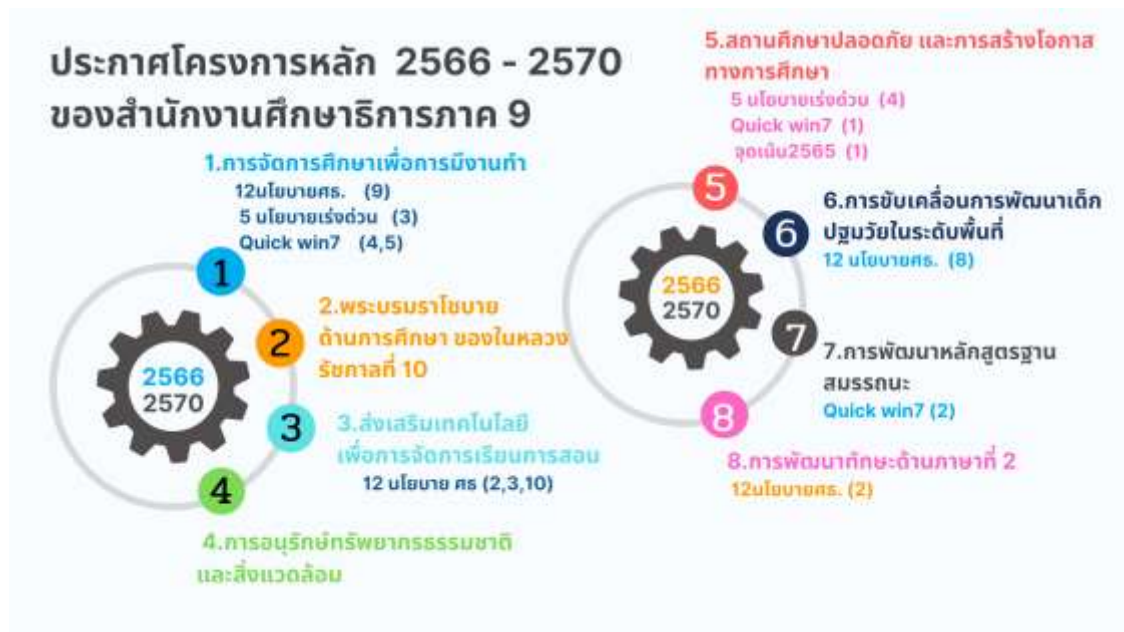 ประกาศโครงการหลัก 2566 - 2570
ของสำนักงานศึกษาธิการภาค 9
1.การจัดการศึกษาเพื่อการมีงานทำ
12นโยบายศธ. (9)
5 นโยบายเร่งด่วน (3)
Quick win7 (4,5)
1
2.พระบรมราโชบาย
ด้านการศึกษา ของในหลวง
รัชกาลที่ 10
2
2566
2570
3
3.ส่งเสริมเทคโนโลยี
เพื่อการจัดการเรียนการสอน
12 นโยบาย ศธ (2,3,10)
4
4.การอนุรักษ์ทรัพยากรธรรมชาติ
และสิ่งแวดล้อม
5.สถานศึกษาปลอดภัย และการสร้างโอกาส
ทางการศึกษา
5 นโยบายเร่งด่วน (4)
Quick win7 (1)
จุดเน้น2565 (1)
5
6.การขับเคลื่อนการพัฒนาเด็ก
ปฐมวัยในระดับพื้นที่
12 นโยบายศธ. (8)
6
2566
2570
7
7.การพัฒนาหลักสูตรฐาน
สมรรถนะ
Quick win7 (2)
8
8.การพัฒนาทักษะด้านภาษาที่ 2
12นโยบายศธ. (2)